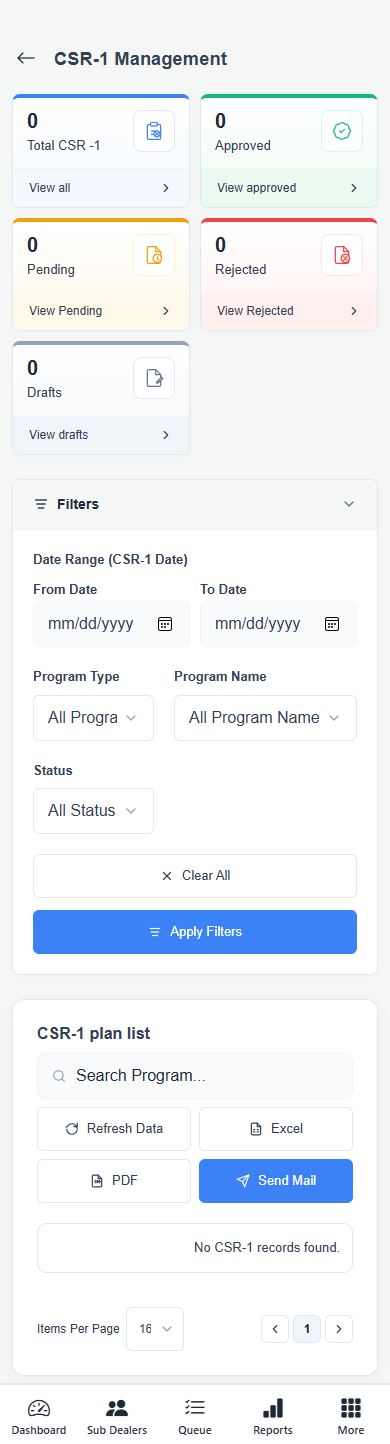 CSR-1 Management
0
Total CSR -1
View all
0
Approved
View approved
0
Pending
View Pending
0
Rejected
View Rejected
0
Drafts
View drafts
Filters
Date Range (CSR-1 Date)
From Date
To Date
mm/dd/yyyy
mm/dd/yyyy
Program Type
Program Name
All Progra
All Program Name
Status
All Status
Clear All
Apply Filters
CSR-1 plan list
Search Program...
Refresh Data
Excel
PDF
Send Mail
No CSR-1 records found.
Items Per Page
16
1
Dashboard
Sub Dealers
Queue
Reports
More